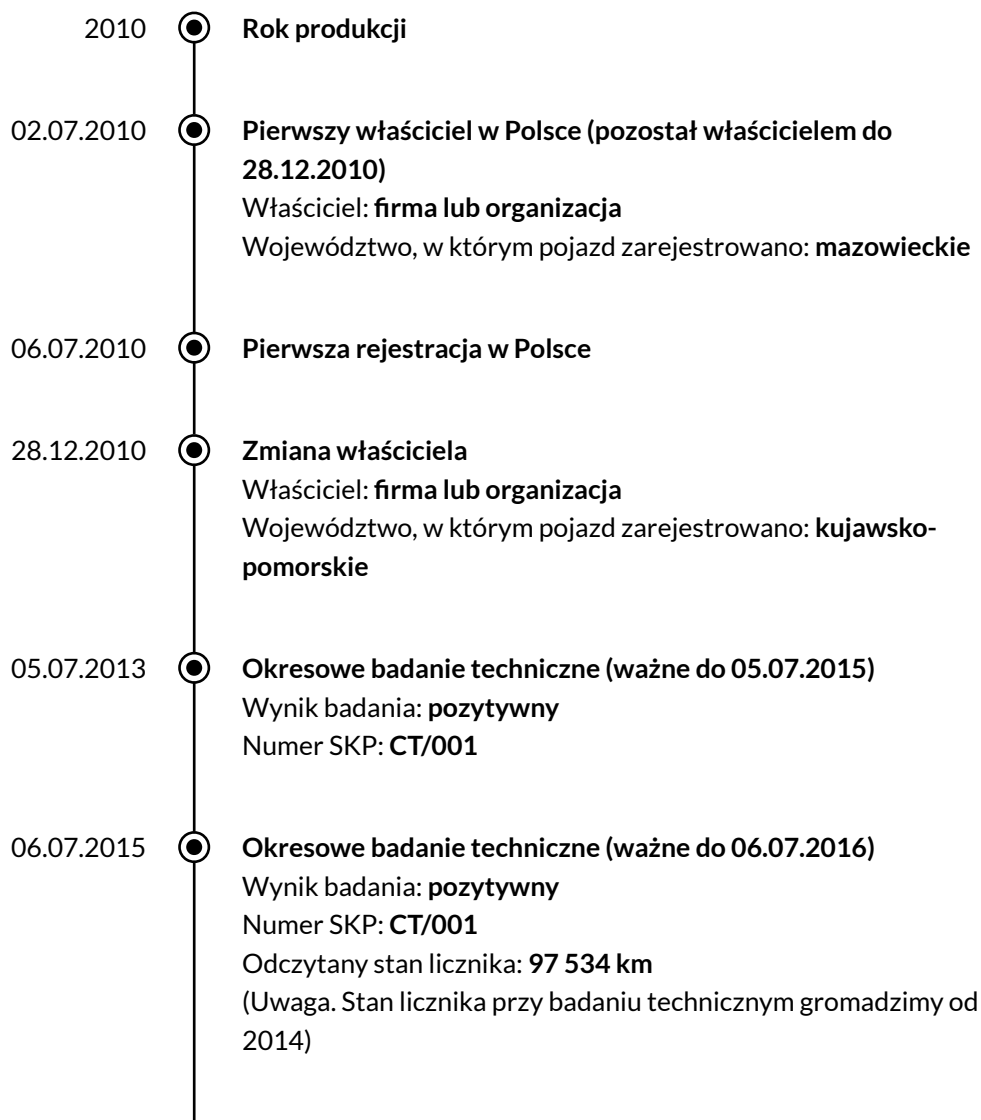 2010
Rok produkcji
02.07.2010
Pierwszy właściciel w Polsce (pozostał właścicielem do
28.12.2010)
Właściciel: firma lub organizacja
Województwo, w którym pojazd zarejestrowano: mazowieckie
06.07.2010
Pierwsza rejestracja w Polsce
28.12.2010
Zmiana właściciela
Właściciel: firma lub organizacja
Województwo, w którym pojazd zarejestrowano: kujawsko-
pomorskie
05.07.2013
Okresowe badanie techniczne (ważne do 05.07.2015)
Wynik badania: pozytywny
Numer SKP: CT/001
06.07.2015
Okresowe badanie techniczne (ważne do 06.07.2016)
Wynik badania: pozytywny
Numer SKP: CT/001
Odczytany stan licznika: 97 534 km
(Uwaga. Stan licznika przy badaniu technicznym gromadzimy od
2014)